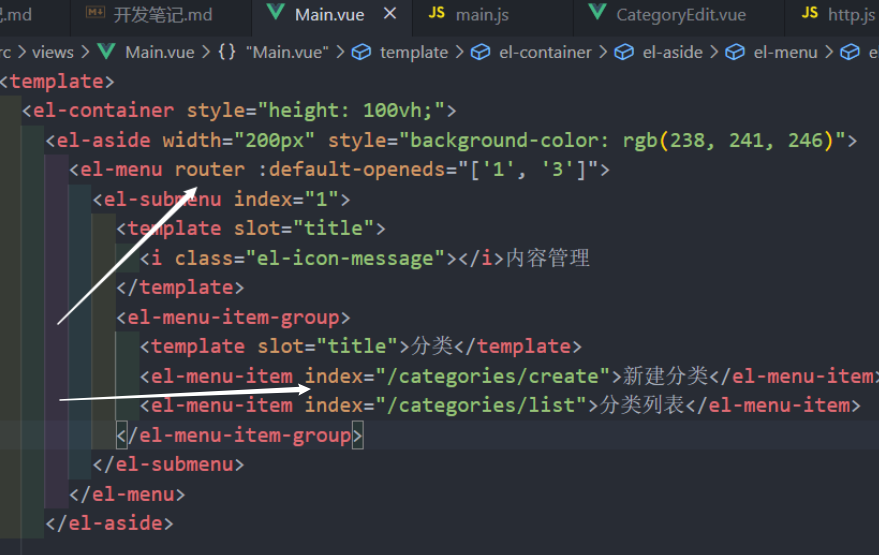 .md 开发笔记.md Main.vue main.js CategoryEdit.vue http.js
rc > views > Main.vue > {} "Main.vue" > template > el-container > el-aside > el-menu > e
<template>
<el-container style="height: 100vh;">
<el-aside width="200px" style="background-color: rgb(238, 241, 246)">
<el-menu router :default-openeds="['1', '3']">
<el-submenu index="1">
<template slot="title">
<i class="el-icon-message"></i>内容管理
</template>
<el-menu-item-group>
<template slot="title">分类</template>
<el-menu-item index="/categories/create">新建分类</el-menu-item>
<el-menu-item index="/categories/list">分类列表</el-menu-item>
</el-menu-item-group>
</el-submenu>
</el-menu>
</el-aside>